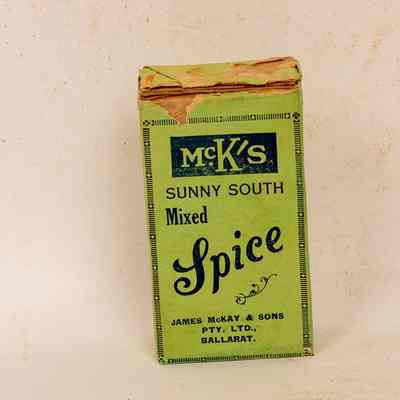 McK's
SUNNY SOUTH
Mixed
Spice
JAMES McKAY & SONS
PTY. LTD.,
BALLARAT.